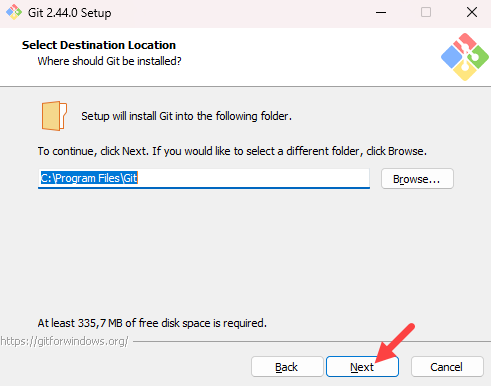 Git 2.44.0 Setup
Select Destination Location
Where should Git be installed?
Setup will install Git into the following folder.
To continue, click Next. If you would like to select a different folder, click Browse.
C:\Program Files\Git
Browse...
At least 335,7 MB of free disk space is required.
https://gitforwindows.org/
Back
Next
Cancel